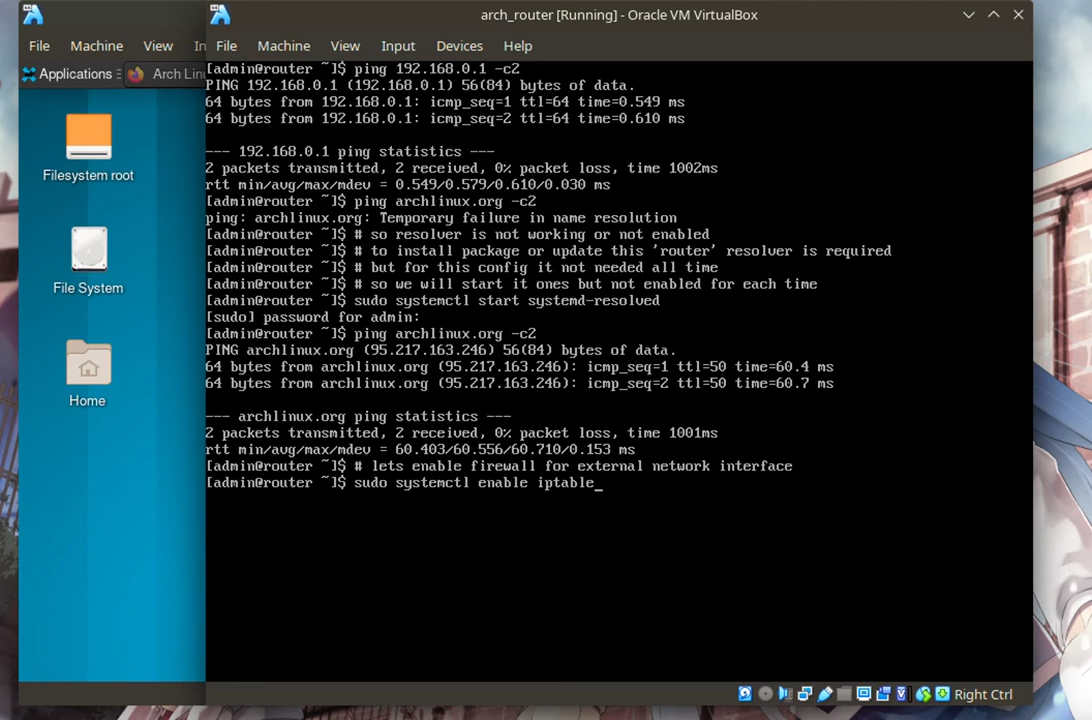 arch_router [Running] - Oracle VM VirtualBox
File Machine View In
File Machine View Input Devices Help
Applications
Arch Lin
Filesystem root
File System
Home
[admin@router ~]$ ping 192.168.0.1 -c2
PING 192.168.0.1 (192.168.0.1) 56(84) bytes of data.
64 bytes from 192.168.0.1: icmp_seq=1 ttl=64 time=0.549 ms
64 bytes from 192.168.0.1: icmp_seq=2 ttl=64 time=0.610 ms
--- 192.168.0.1 ping statistics ---
2 packets transmitted, 2 received, 0% packet loss, time 1002ms
rtt min/avg/max/mdev = 0.549/0.579/0.610/0.030 ms
[admin@router ~]$ ping archlinux.org -c2
ping: archlinux.org: Temporary failure in name resolution
[admin@router ~]$ # so resolver is not working or not enabled
[admin@router ~]$ # to install package or update this 'router' resolver is required
[admin@router ~]$ # but for this config it not needed all time
[admin@router ~]$ # so we will start it ones but not enabled for each time
[admin@router ~]$ sudo systemctl start systemd-resolved
[sudo] password for admin:
[admin@router ~]$ ping archlinux.org -c2
PING archlinux.org (95.217.163.246) 56(84) bytes of data.
64 bytes from archlinux.org (95.217.163.246): icmp_seq=1 ttl=50 time=60.4 ms
64 bytes from archlinux.org (95.217.163.246): icmp_seq=2 ttl=50 time=60.7 ms
--- archlinux.org ping statistics ---
2 packets transmitted, 2 received, 0% packet loss, time 1001ms
rtt min/avg/max/mdev = 60.403/60.556/60.710/0.153 ms
[admin@router ~]$ # lets enable firewall for external network interface
[admin@router ~]$ sudo systemctl enable iptable_
Right Ctrl